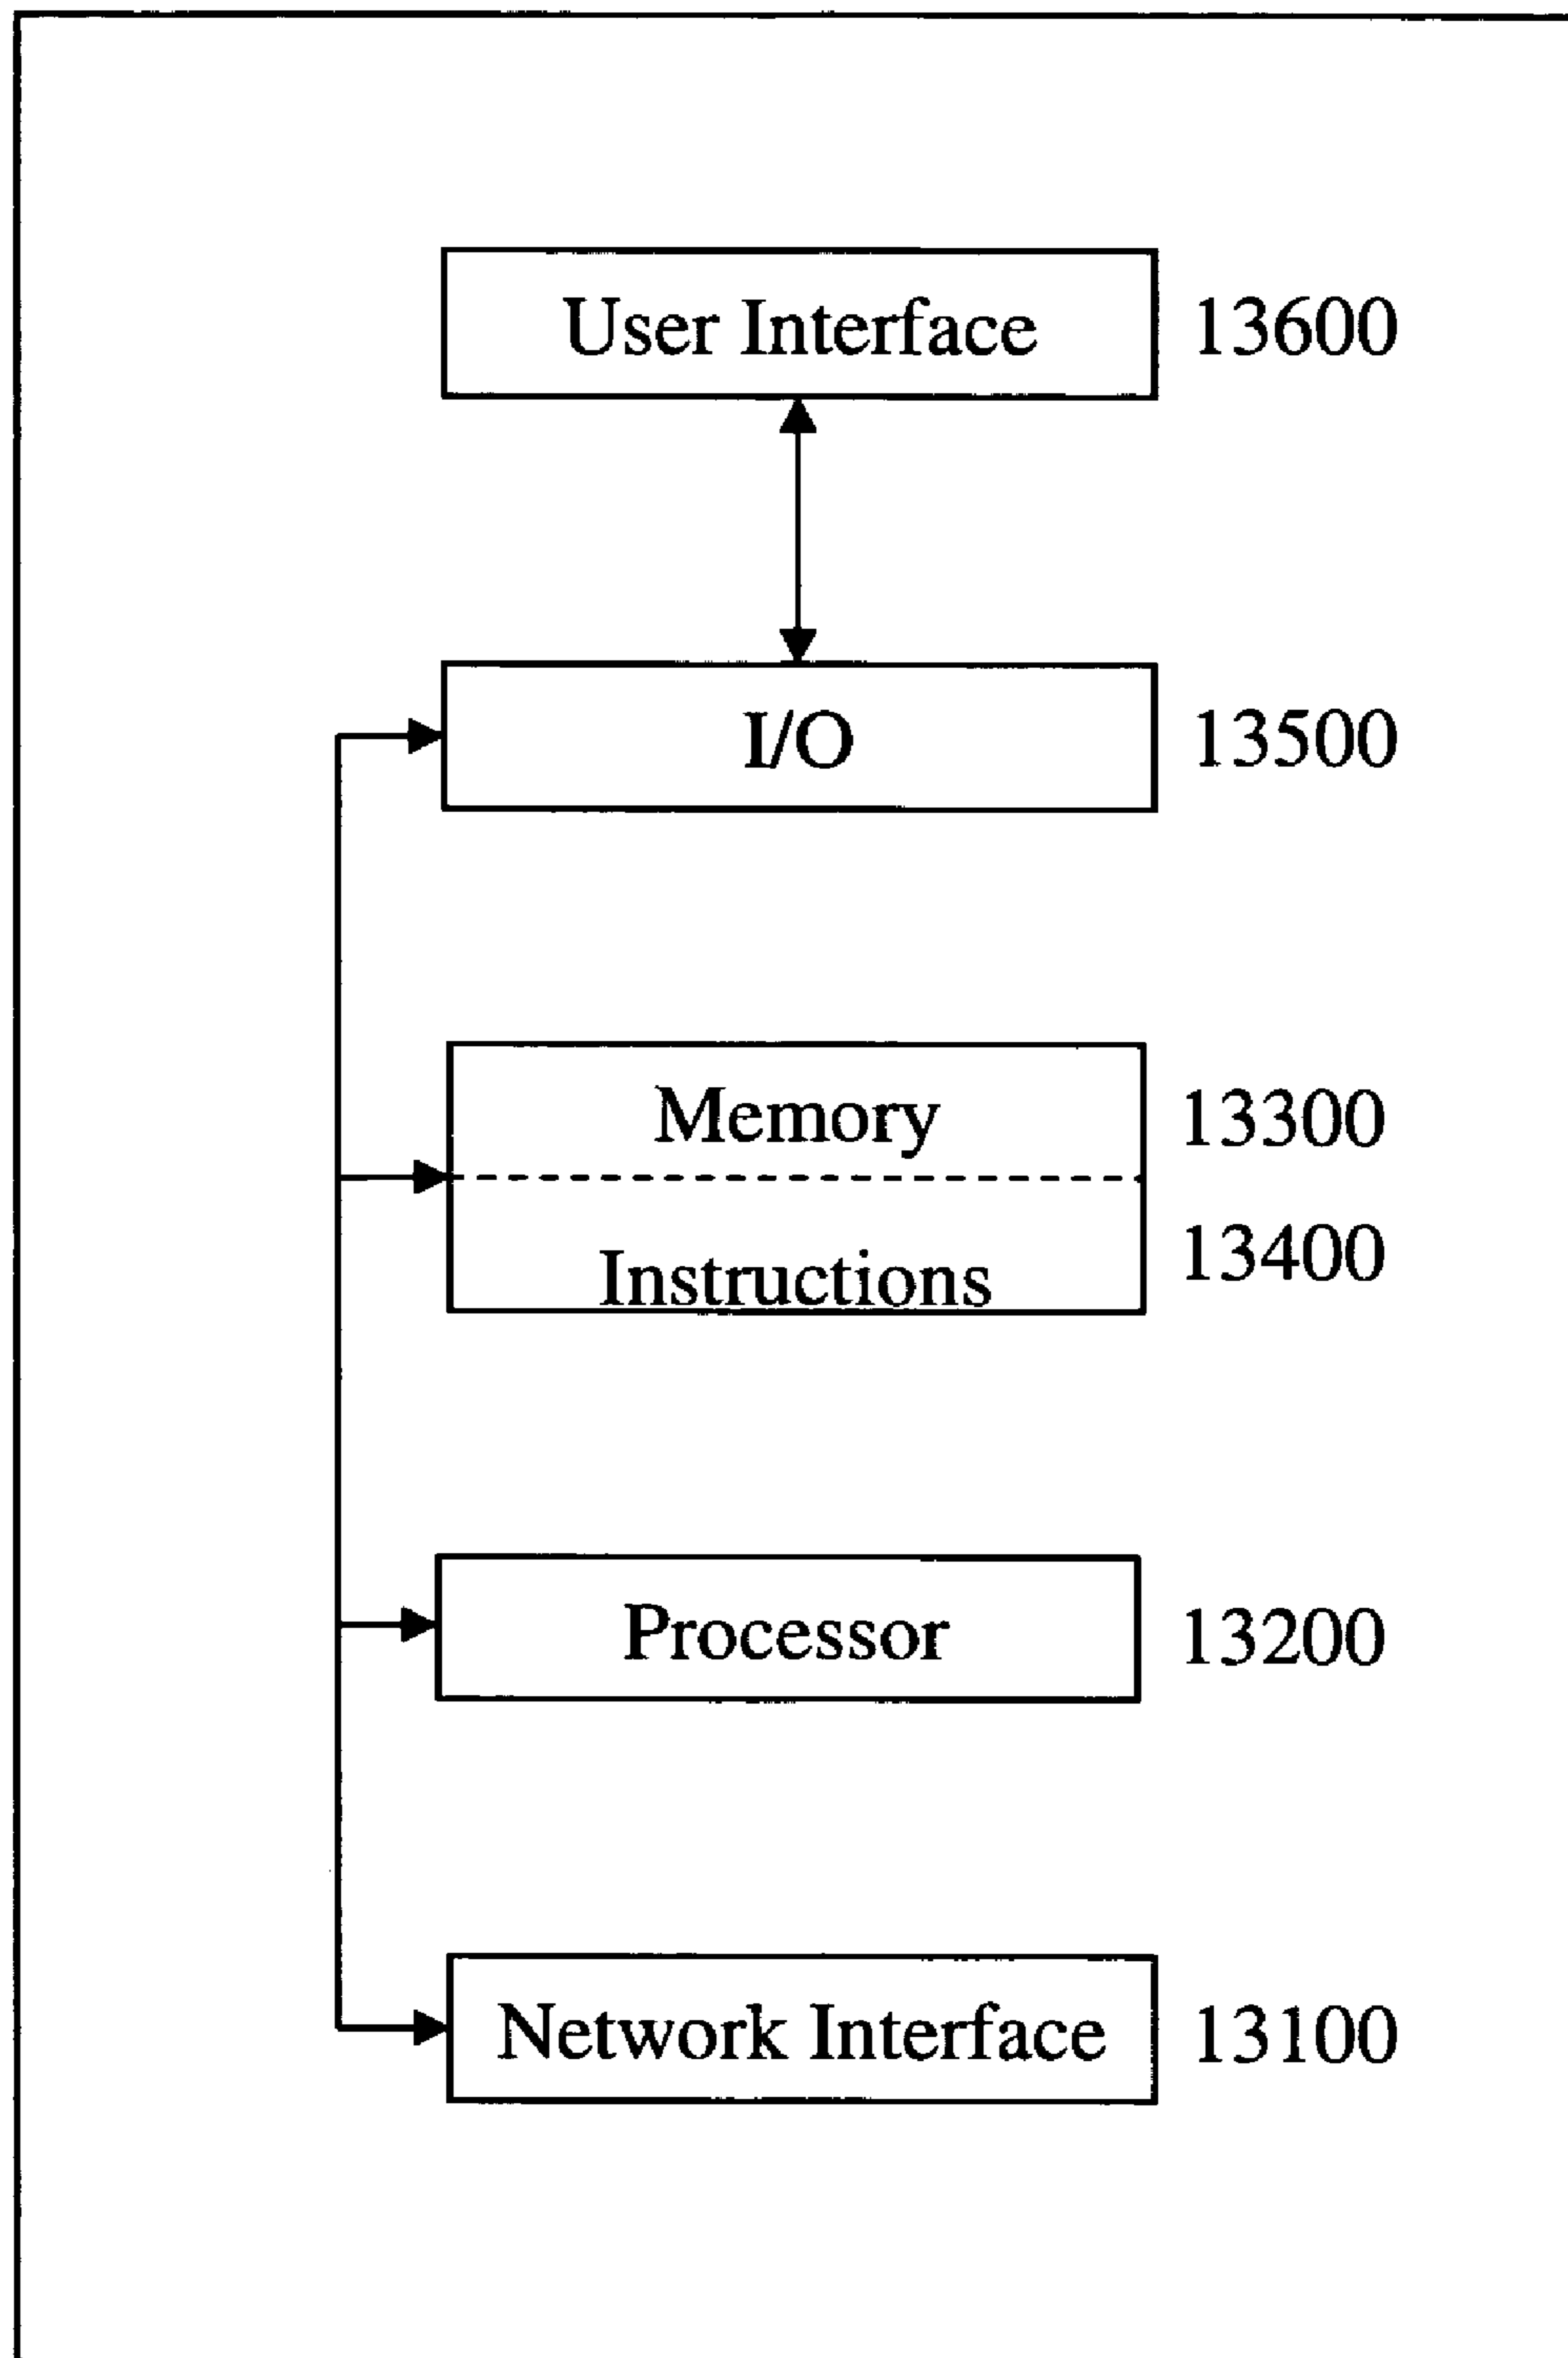 User Interface 13600
I/O 13500
Memory 13300
Instructions 13400
Processor 13200
Network Interface 13100